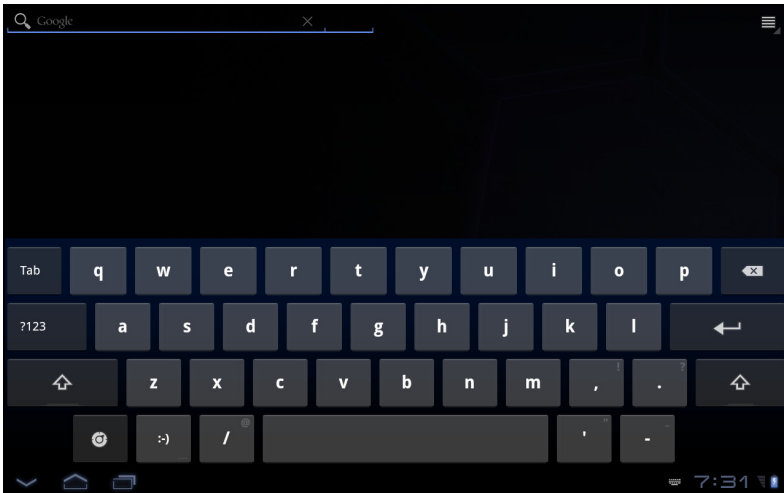 Google
Tab q w e r t y u i o p
?123 a s d f g h j k l
z x c v b n m , ! . ?
:-) / @ ' " - _
7:31